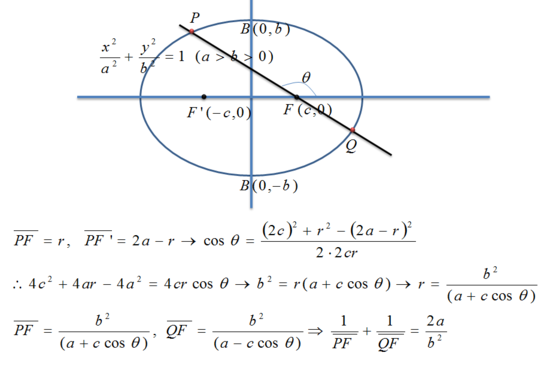 P
B(0,b)
x²/a² + y²/b² = 1 (a > b > 0)
θ
F'(-c,0) F(c,0)
Q
B(0,-b)
PF̅ = r, PF'̅ = 2a - r → cos θ = ((2c)² + r² - (2a - r)²)/(2·2cr)
∴ 4c² + 4ar - 4a² = 4cr cos θ → b² = r(a + c cos θ) → r = b²/(a + c cos θ)
PF̅ = b²/(a + c cos θ), QF̅ = b²/(a - c cos θ) ⇒ 1/PF̅ + 1/QF̅ = 2a/b²